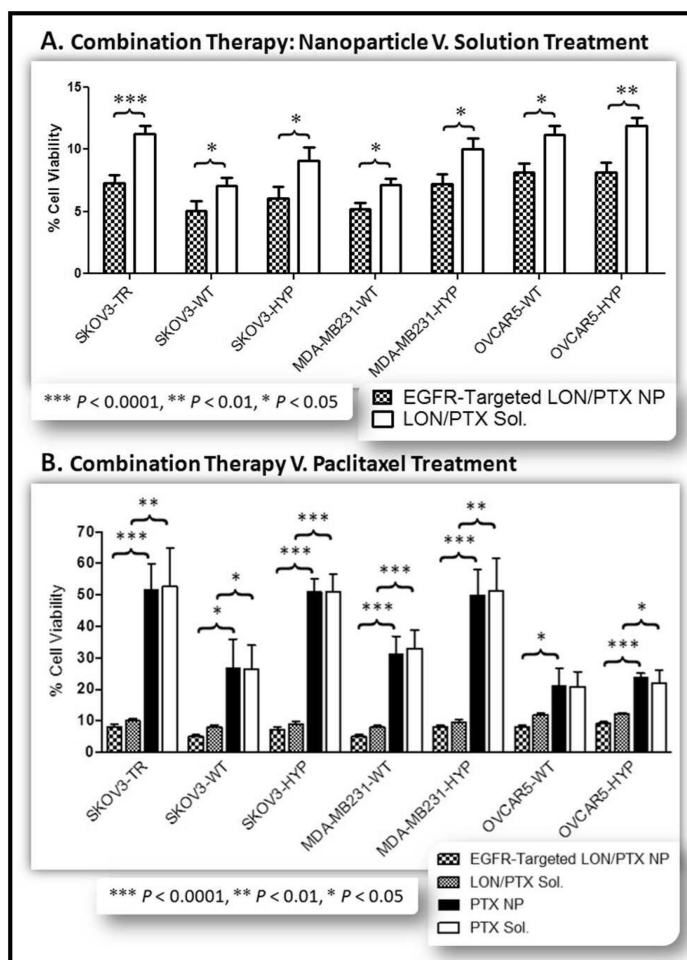 A. Combination Therapy: Nanoparticle V. Solution Treatment
15
10
5
0
% Cell Viability
***
*
*
*
*
*
**
SKOV3-TR
SKOV3-WT
SKOV3-HYP
MDA-MB231-WT
MDA-MB231-HYP
OVCAR5-WT
OVCAR5-HYP
*** P < 0.0001, ** P < 0.01, * P < 0.05
EGFR-Targeted LON/PTX NP
LON/PTX Sol.
B. Combination Therapy V. Paclitaxel Treatment
70
60
50
40
30
20
10
0
% Cell Viability
**
***
*
*
***
***
***
***
**
***
*
*
***
SKOV3-TR
SKOV3-WT
SKOV3-HYP
MDA-MB231-WT
MDA-MB231-HYP
OVCAR5-WT
OVCAR5-HYP
EGFR-Targeted LON/PTX NP
LON/PTX Sol.
PTX NP
PTX Sol.
*** P < 0.0001, ** P < 0.01, * P < 0.05